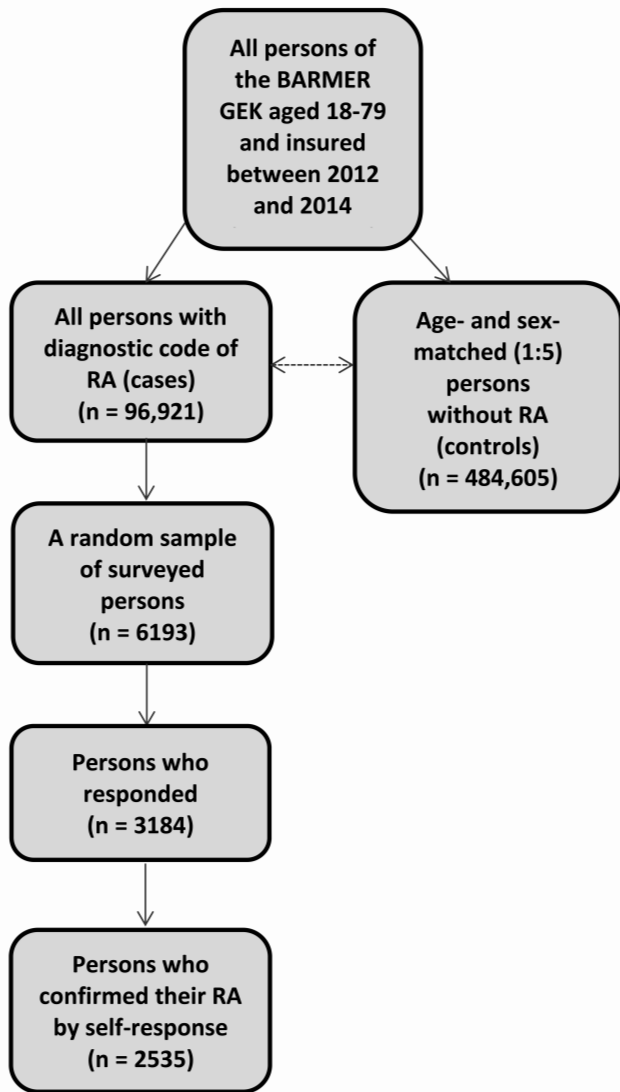 All persons of
the BARMER
GEK aged 18-79
and insured
between 2012
and 2014
All persons with
diagnostic code of
RA (cases)
(n = 96,921)
Age- and sex-
matched (1:5)
persons
without RA
(controls)
(n = 484,605)
A random sample
of surveyed
persons
(n = 6193)
Persons who
responded
(n = 3184)
Persons who
confirmed their RA
by self-response
(n = 2535)